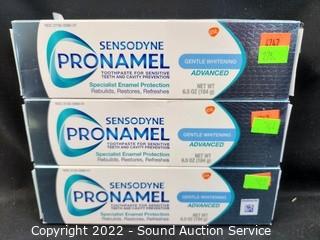 SENSODYNE
PRONAMEL
TOOTHPASTE FOR SENSITIVE
TEETH AND CAVITY PREVENTION
Specialist Enamel Protection
Rebuilds, Restores, Refreshes
GENTLE WHITENING
ADVANCED
NET WT
6.5 OZ (184 g)
SENSODYNE
PRONAMEL
TOOTHPASTE FOR SENSITIVE
TEETH AND CAVITY PREVENTION
Specialist Enamel Protection
Rebuilds, Restores, Refreshes
GENTLE WHITENING
ADVANCED
NET WT
6.5 OZ (184 g)
SENSODYNE
PRONAMEL
TOOTHPASTE FOR SENSITIVE
TEETH AND CAVITY PREVENTION
Specialist Enamel Protection
Rebuilds, Restores, Refreshes
ADVANCED
NET WT
6.5 OZ (184 g)
Copyright 2022 - Sound Auction Service